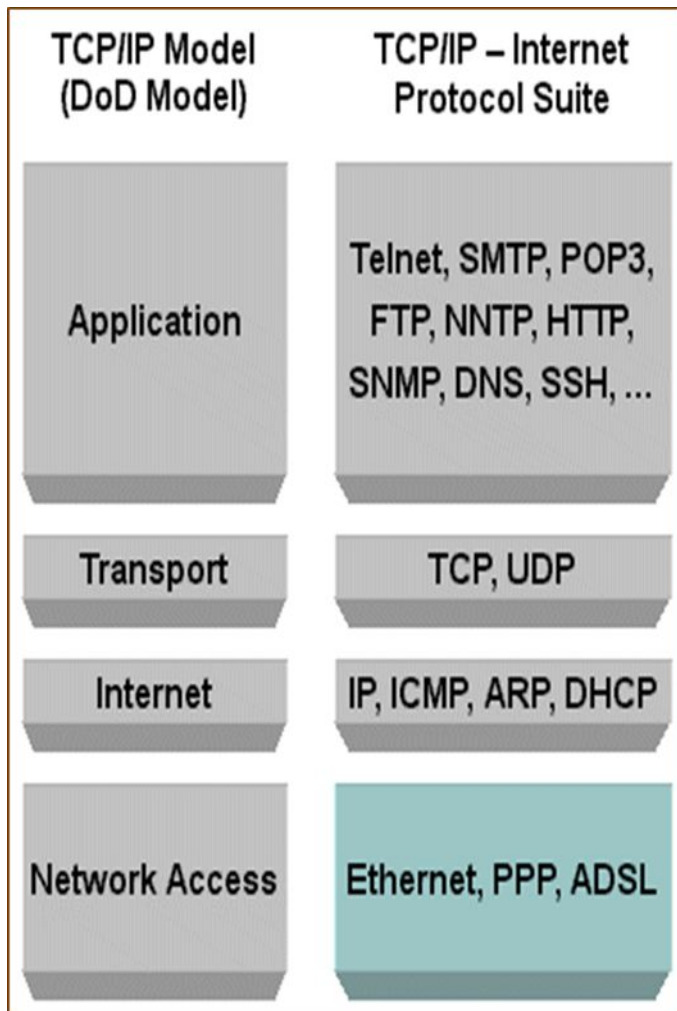 TCP/IP Model
(DoD Model)
TCP/IP – Internet
Protocol Suite
Application
Telnet, SMTP, POP3,
FTP, NNTP, HTTP,
SNMP, DNS, SSH, ...
Transport
TCP, UDP
Internet
IP, ICMP, ARP, DHCP
Network Access
Ethernet, PPP, ADSL